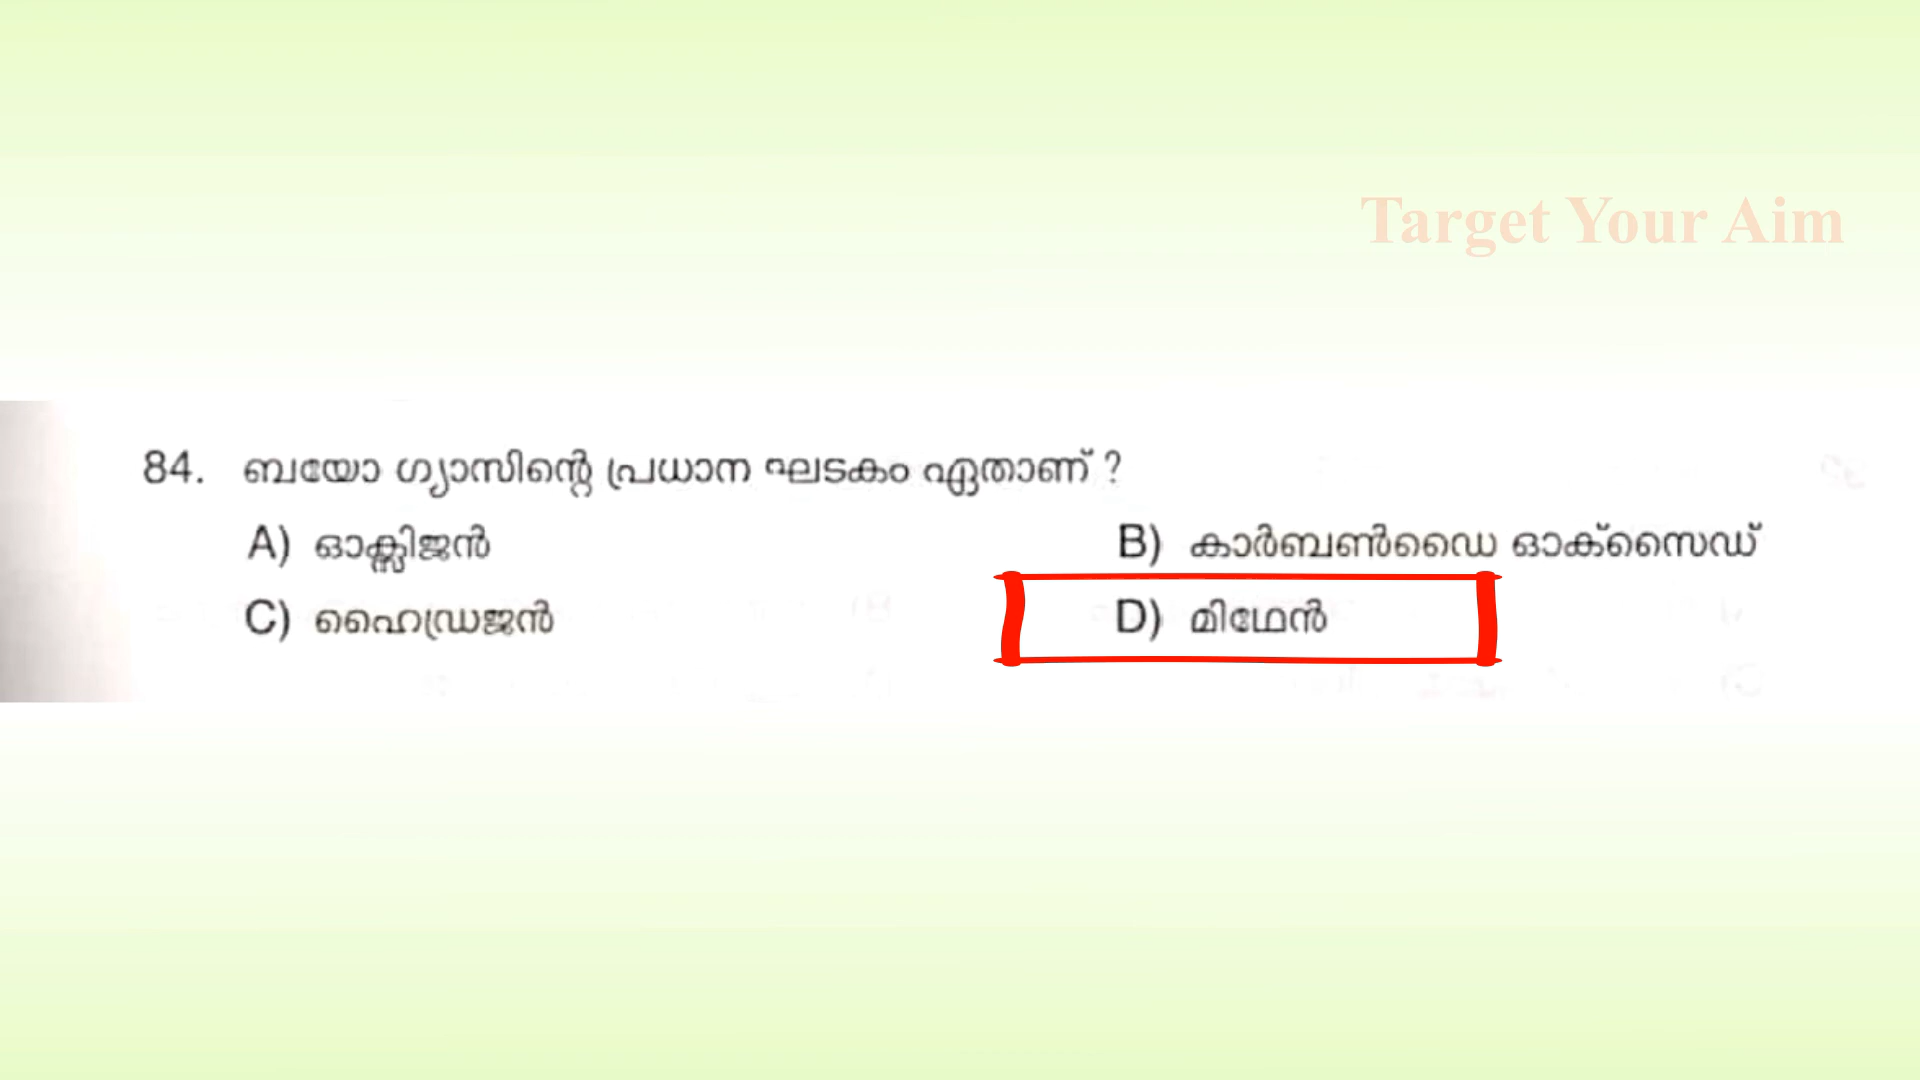 Target Your Aim
84. ബയോ ഗ്യാസിന്റെ പ്രധാന ഘടകം ഏതാണ് ?
A) ഓക്സിജൻ B) കാർബൺഡൈ ഓക്സൈഡ്
C) ഹൈഡ്രജൻ D) മിഥേൻ